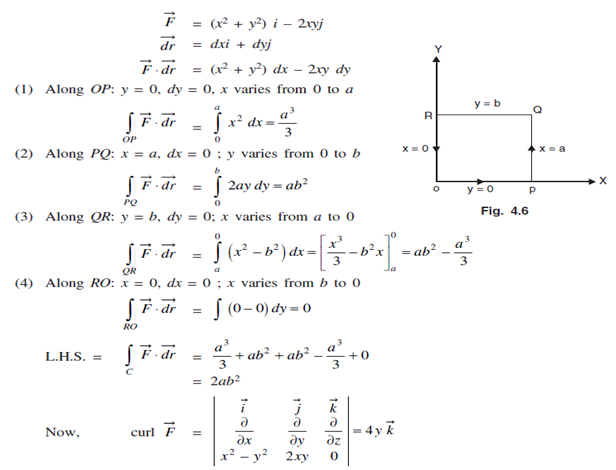 F⃗ = (x² + y²) i – 2xyj
dr⃗ = dxi + dyj
F⃗ · dr⃗ = (x² + y²) dx – 2xy dy
(1) Along OP: y = 0, dy = 0, x varies from 0 to a
∫_OP F⃗ · dr⃗ = ∫₀ᵃ x² dx = a³/3
(2) Along PQ: x = a, dx = 0 ; y varies from 0 to b
∫_PQ F⃗ · dr⃗ = ∫₀ᵇ 2ay dy = ab²
(3) Along QR: y = b, dy = 0; x varies from a to 0
∫_QR F⃗ · dr⃗ = ∫ₐ⁰ (x² – b²) dx = [x³/3 – b²x]ₐ⁰ = ab² – a³/3
(4) Along RO: x = 0, dx = 0 ; x varies from b to 0
∫_RO F⃗ · dr⃗ = ∫ (0 – 0) dy = 0
L.H.S. = ∫_C F⃗ · dr⃗ = a³/3 + ab² + ab² – a³/3 + 0
= 2ab²
Now, curl F⃗ = | i⃗ j⃗ k⃗ ; ∂/∂x ∂/∂y ∂/∂z ; x² – y² 2xy 0 | = 4y k⃗
Y
y = b
R
Q
x = 0
x = a
X
o
y = 0
p
Fig. 4.6